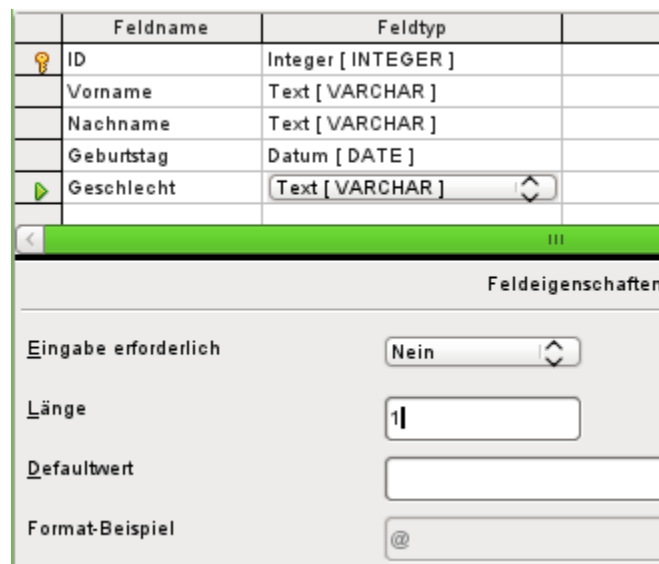 Feldname Feldtyp
ID Integer [ INTEGER ]
Vorname Text [ VARCHAR ]
Nachname Text [ VARCHAR ]
Geburtstag Datum [ DATE ]
Geschlecht Text [ VARCHAR ]
Feldeigenschaften
Eingabe erforderlich Nein
Länge 1
Defaultwert
Format-Beispiel @